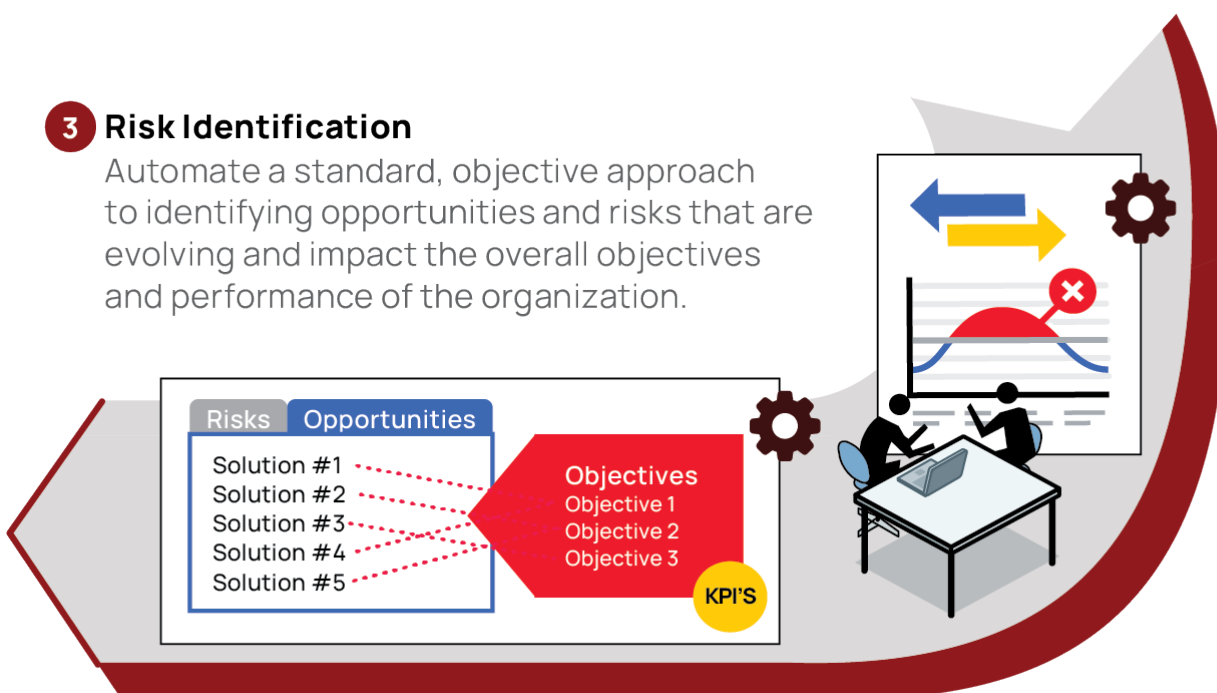 3 Risk Identification
Automate a standard, objective approach
to identifying opportunities and risks that are
evolving and impact the overall objectives
and performance of the organization.
Risks Opportunities
Solution #1
Solution #2
Solution #3
Solution #4
Solution #5
Objectives
Objective 1
Objective 2
Objective 3
KPI'S